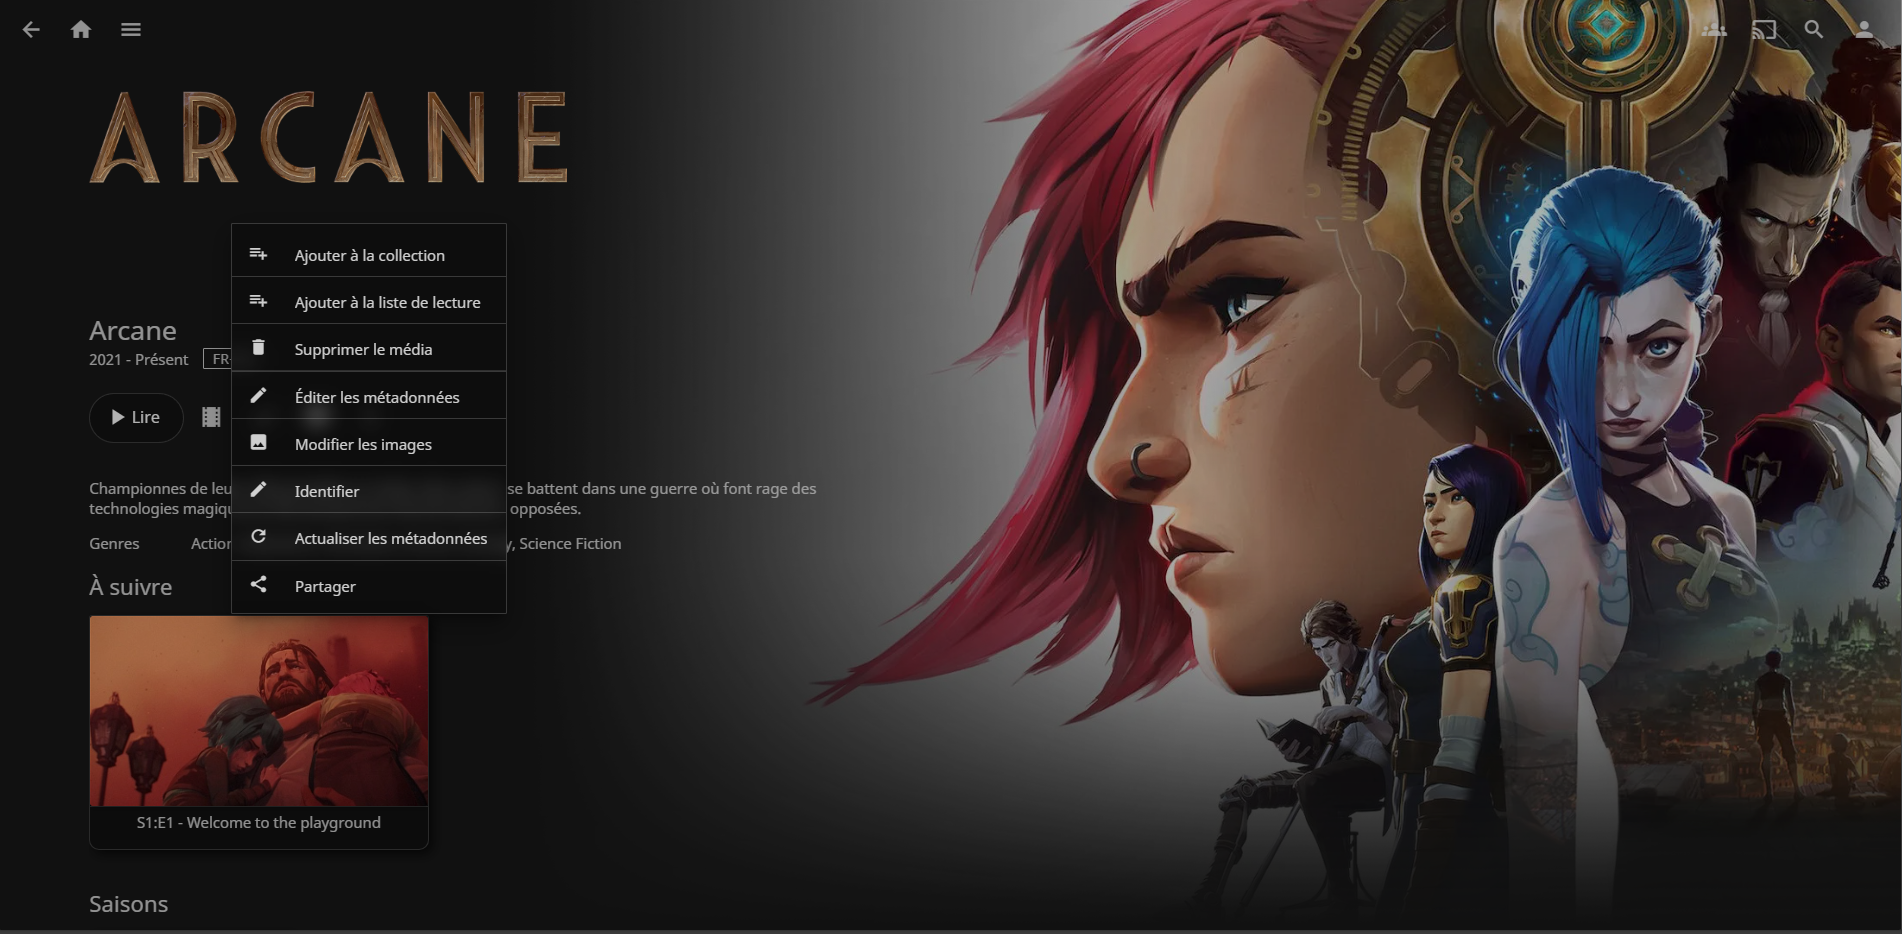 ARCANE
Ajouter à la collection
Ajouter à la liste de lecture
Arcane
2021 - Présent FR-
Supprimer le média
Éditer les métadonnées
Lire
Modifier les images
Identifier
Championnes de se battent dans une guerre où font rage des
technologies opposées.
Actualiser les métadonnées
Genres Science Fiction
À suivre
Partager
S1:E1 - Welcome to the playground
Saisons